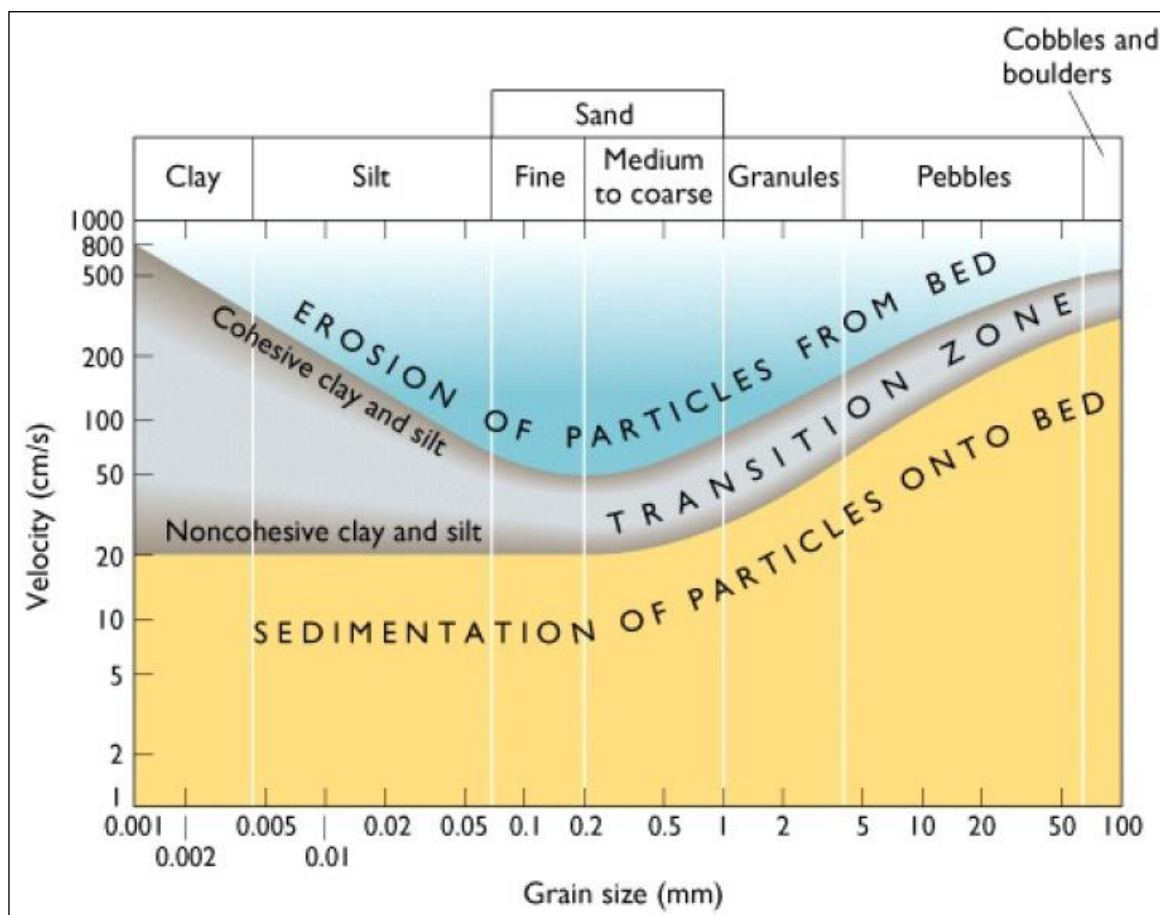 Cobbles and
boulders
Sand
Clay
Silt
Fine
Medium
to coarse
Granules
Pebbles
1000
800
500
200
100
50
20
10
5
2
1
Velocity (cm/s)
EROSION OF PARTICLES FROM BED
Cohesive clay and silt
TRANSITION ZONE
Noncohesive clay and silt
SEDIMENTATION OF PARTICLES ONTO BED
0.001 0.005 0.02 0.05 0.1 0.2 0.5 1 2 5 10 20 50 100
0.002 0.01
Grain size (mm)